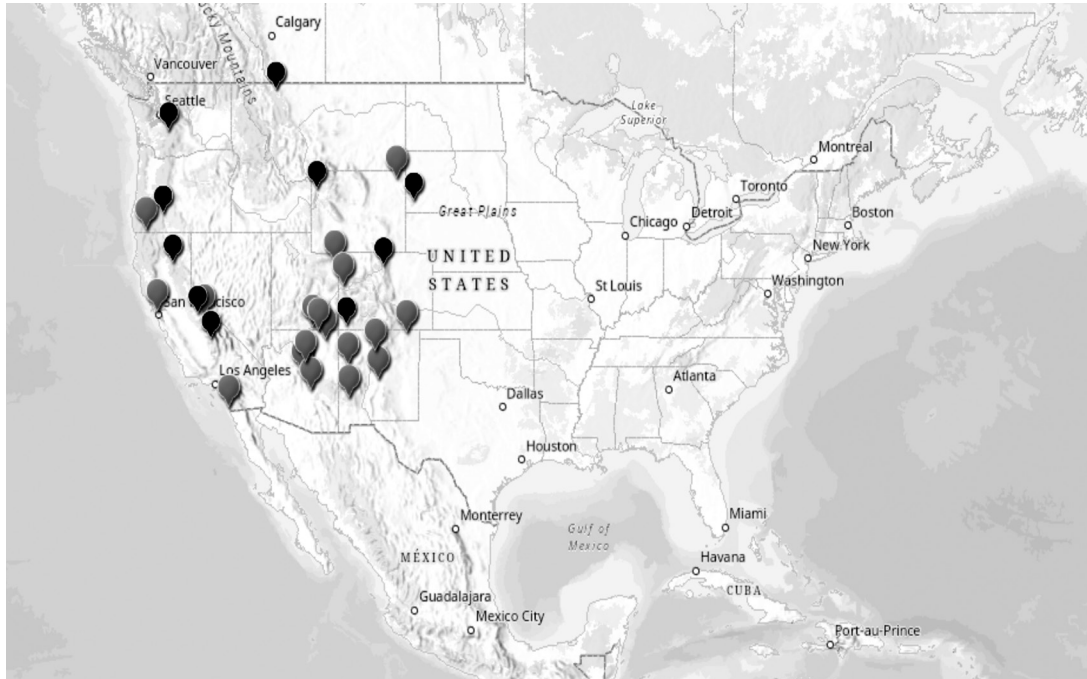 Calgary
Mountains
Vancouver
Seattle
Lake
Superior
Montreal
Toronto
Great Plains
Chicago
Detroit
Boston
New York
UNITED
STATES
St Louis
Washington
Los Angeles
Atlanta
Dallas
Houston
Monterrey
Miami
Gulf of
Mexico
MÉXICO
Havana
CUBA
Guadalajara
Mexico City
Port-au-Prince